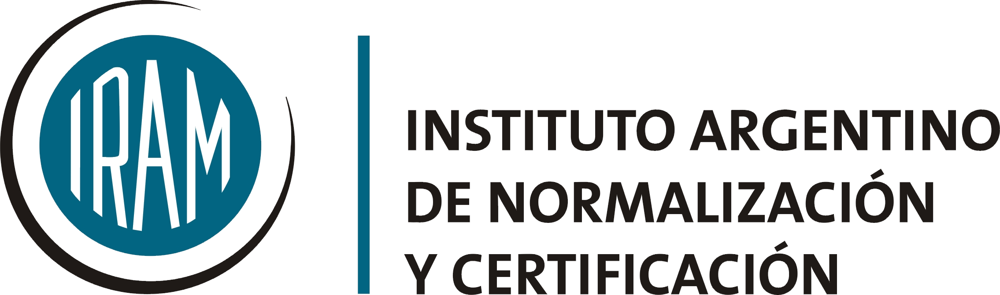 IRAM
INSTITUTO ARGENTINO
DE NORMALIZACIÓN
Y CERTIFICACIÓN